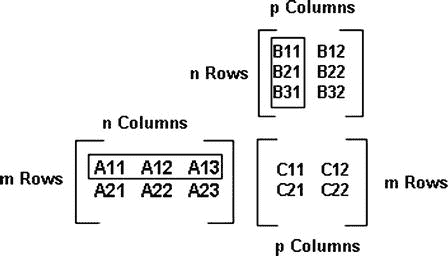 p Columns
B11 B12
n Rows B21 B22
B31 B32
n Columns
A11 A12 A13 C11 C12
m Rows A21 A22 A23 C21 C22 m Rows
p Columns